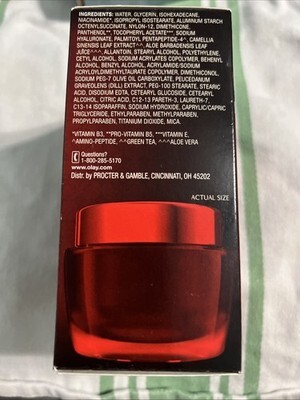 INGREDIENTS: WATER, GLYCERIN, ISOHEXADECANE,
NIACINAMIDE*, ISOPROPYL ISOSTEARATE, ALUMINUM STARCH
OCTENYLSUCCINATE, NYLON-12, DIMETHICONE,
PANTHENOL**, TOCOPHERYL ACETATE***, SODIUM
HYALURONATE, PALMITOYL PENTAPEPTIDE-4^, CAMELLIA
SINENSIS LEAF EXTRACT^^, ALOE BARBADENSIS LEAF
JUICE^^^, ALLANTOIN, STEARYL ALCOHOL, POLYETHYLENE,
CETYL ALCOHOL, SODIUM ACRYLATES COPOLYMER, BEHENYL
ALCOHOL, BENZYL ALCOHOL, ACRYLAMIDE/SODIUM
ACRYLOYLDIMETHYLTAURATE COPOLYMER, DIMETHICONOL,
SODIUM PEG-7 OLIVE OIL CARBOXYLATE, PEUCEDANUM
GRAVEOLENS (DILL) EXTRACT, PEG-100 STEARATE, STEARIC
ACID, DISODIUM EDTA, CETEARYL GLUCOSIDE, CETEARYL
ALCOHOL, CITRIC ACID, C12-13 PARETH-3, LAURETH-7,
C13-14 ISOPARAFFIN, SODIUM HYDROXIDE, CAPRYLIC/CAPRIC
TRIGLYCERIDE, ETHYLPARABEN, METHYLPARABEN,
PROPYLPARABEN, TITANIUM DIOXIDE, MICA
*VITAMIN B3, **PRO-VITAMIN B5, ***VITAMIN E,
^AMINO-PEPTIDE, ^^GREEN TEA, ^^^ALOE VERA
Questions?
1-800-285-5170
www.olay.com
Distr. by PROCTER & GAMBLE, CINCINNATI, OH 45202
ACTUAL SIZE